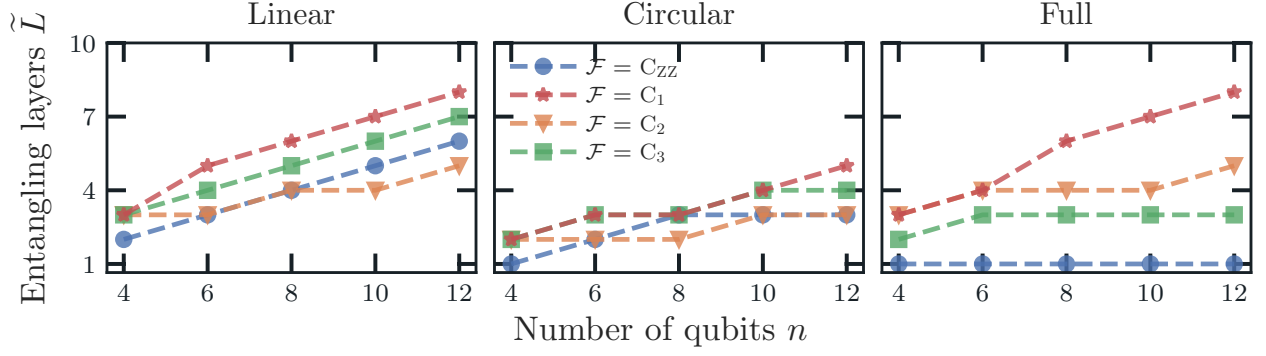 Linear Circular Full
Entangling layers L̃
10
7
4
1
ℱ = C_ZZ
ℱ = C_1
ℱ = C_2
ℱ = C_3
4 6 8 10 12 4 6 8 10 12 4 6 8 10 12
Number of qubits n